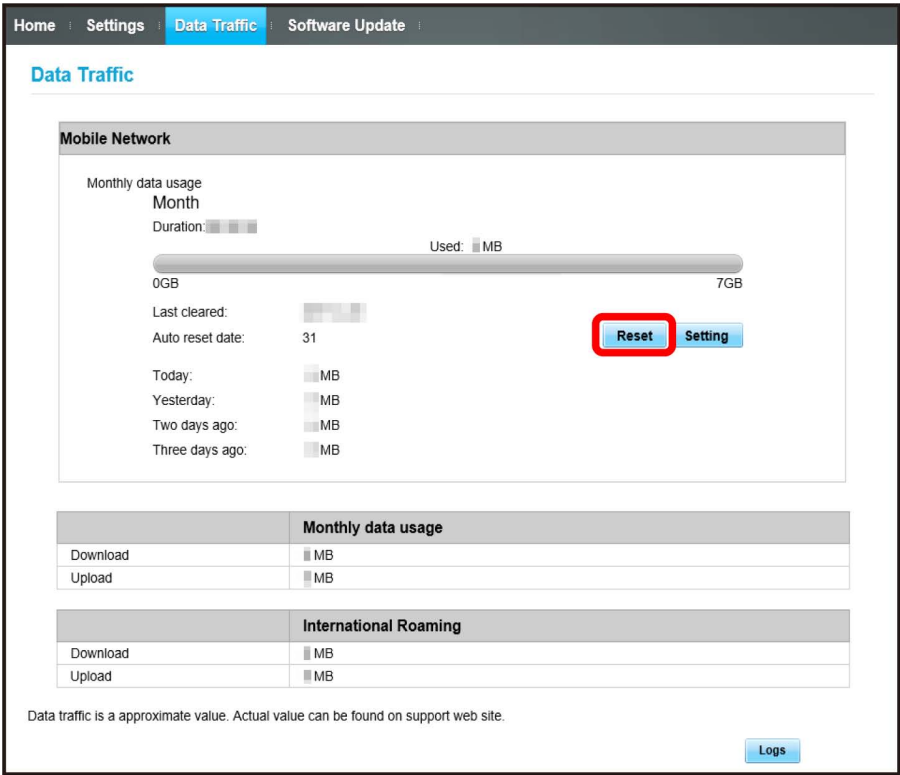 Home Settings Data Traffic Software Update
Data Traffic
Mobile Network
Monthly data usage
Month
Duration:
Used: MB
0GB 7GB
Last cleared:
Auto reset date: 31 Reset Setting
Today: MB
Yesterday: MB
Two days ago: MB
Three days ago: MB
Monthly data usage
Download MB
Upload MB
International Roaming
Download MB
Upload MB
Data traffic is a approximate value. Actual value can be found on support web site.
Logs